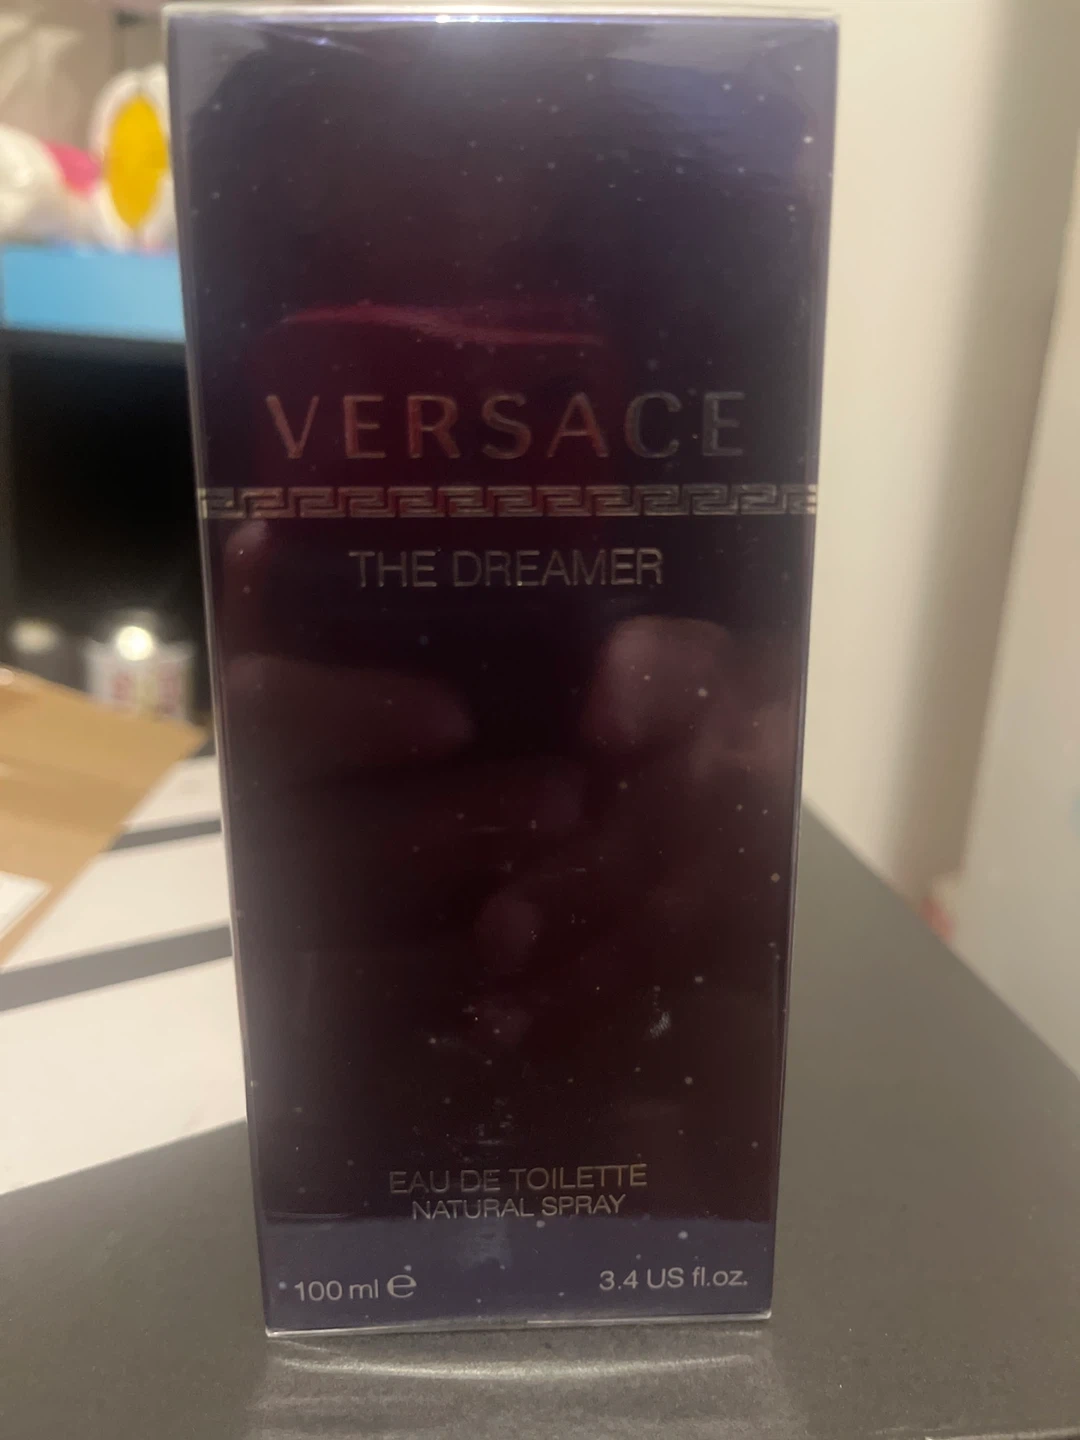 VERSACE
THE DREAMER
EAU DE TOILETTE
NATURAL SPRAY
100 ml ℮
3.4 US fl.oz.